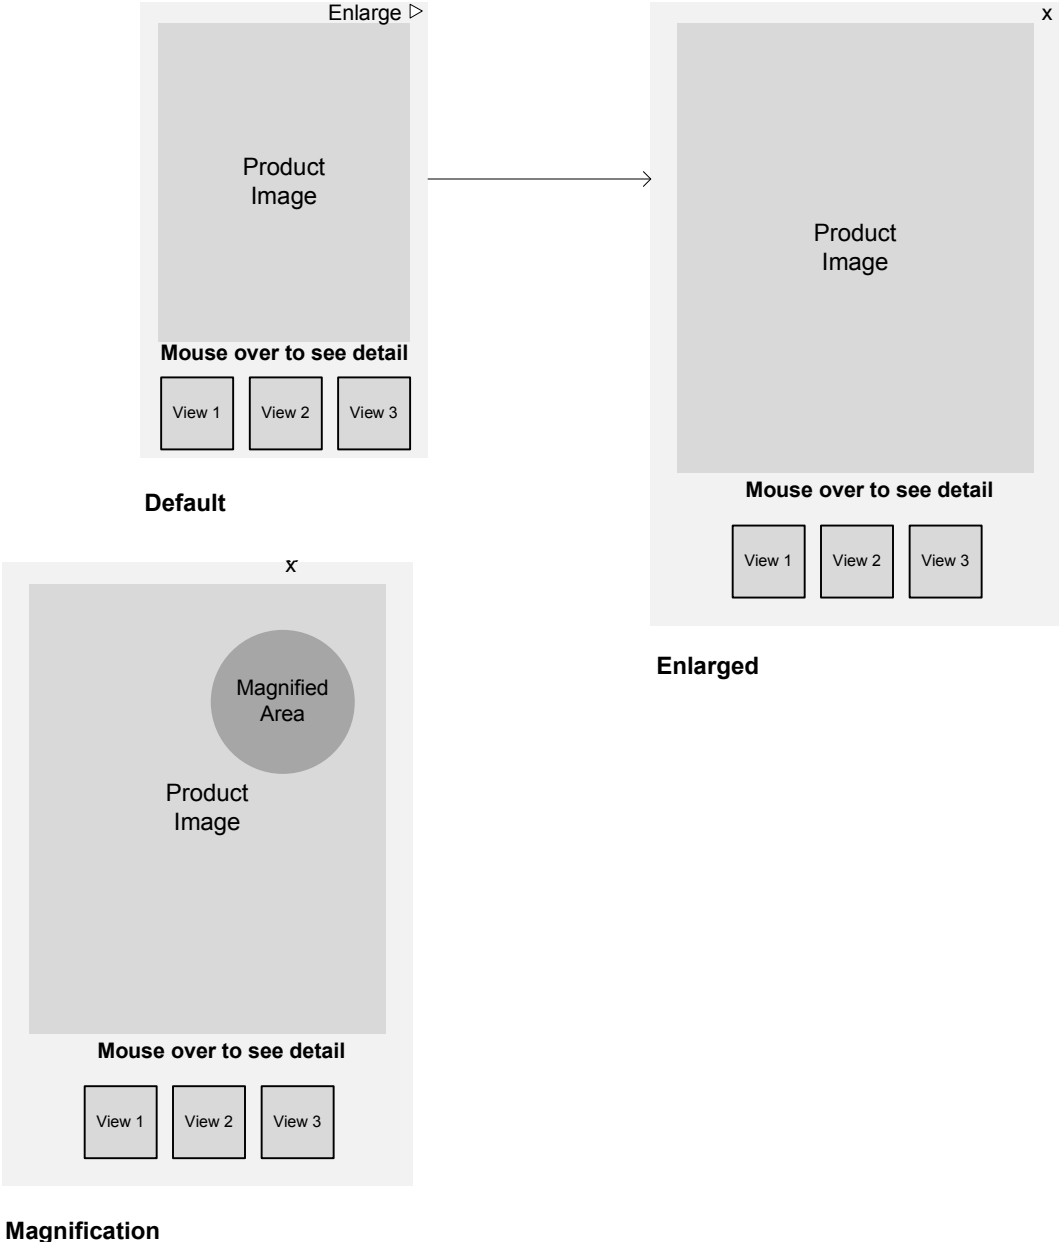 Enlarge
Product
Image
Mouse over to see detail
View 1 View 2 View 3
Default
x
Product
Image
Mouse over to see detail
View 1 View 2 View 3
Enlarged
x
Magnified
Area
Product
Image
Mouse over to see detail
View 1 View 2 View 3
Magnification